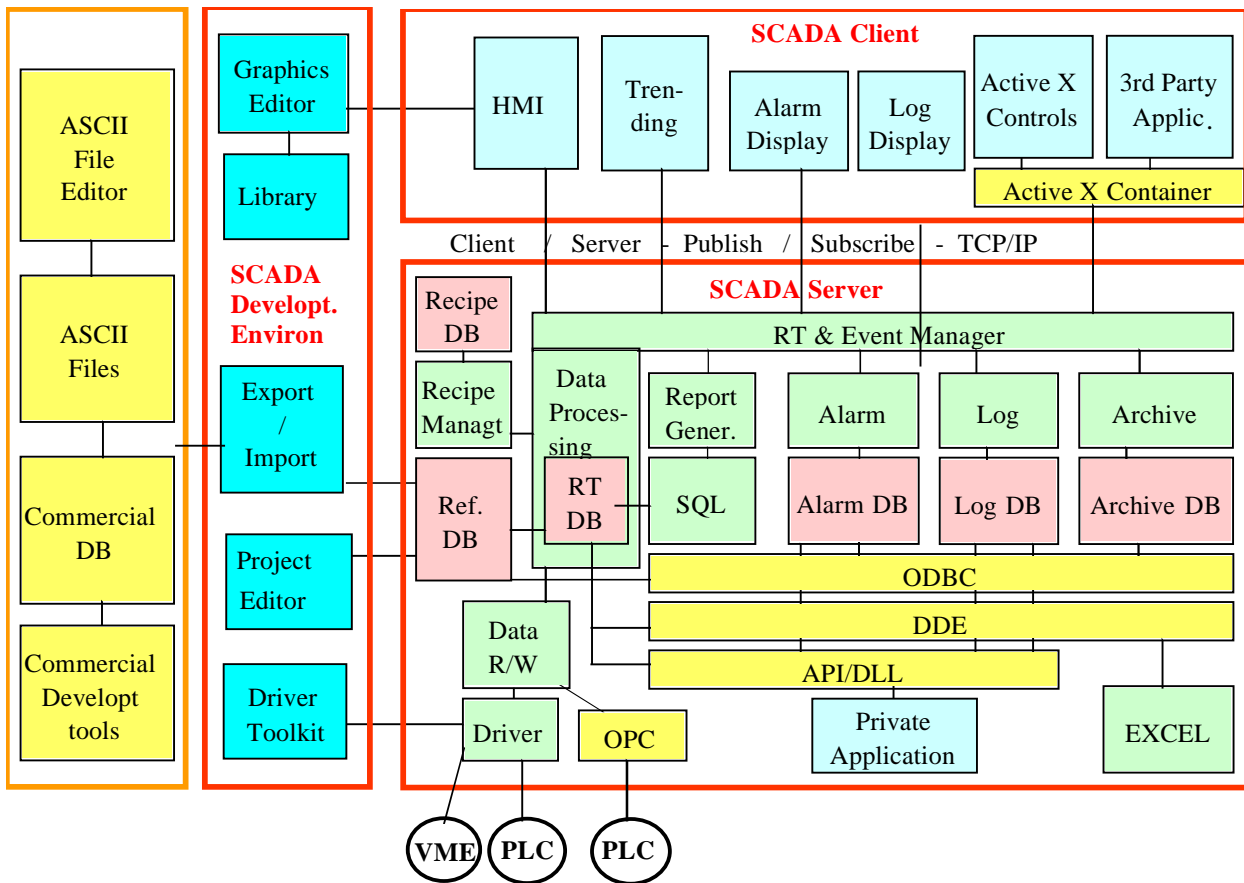 ASCII
File
Editor
ASCII
Files
Commercial
DB
Commercial
Developt
tools
Graphics
Editor
Library
SCADA
Developt.
Environ
Export
/
Import
Project
Editor
Driver
Toolkit
SCADA Client
HMI
Tren-
ding
Alarm
Display
Log
Display
Active X
Controls
3rd Party
Applic.
Active X Container
Client / Server - Publish / Subscribe - TCP/IP
SCADA Server
Recipe
DB
RT & Event Manager
Recipe
Managt
Data
Proces-
sing
Report
Gener.
Alarm
Log
Archive
Ref.
DB
RT
DB
SQL
Alarm DB
Log DB
Archive DB
ODBC
DDE
API/DLL
Data
R/W
Driver
OPC
Private
Application
EXCEL
VME
PLC
PLC